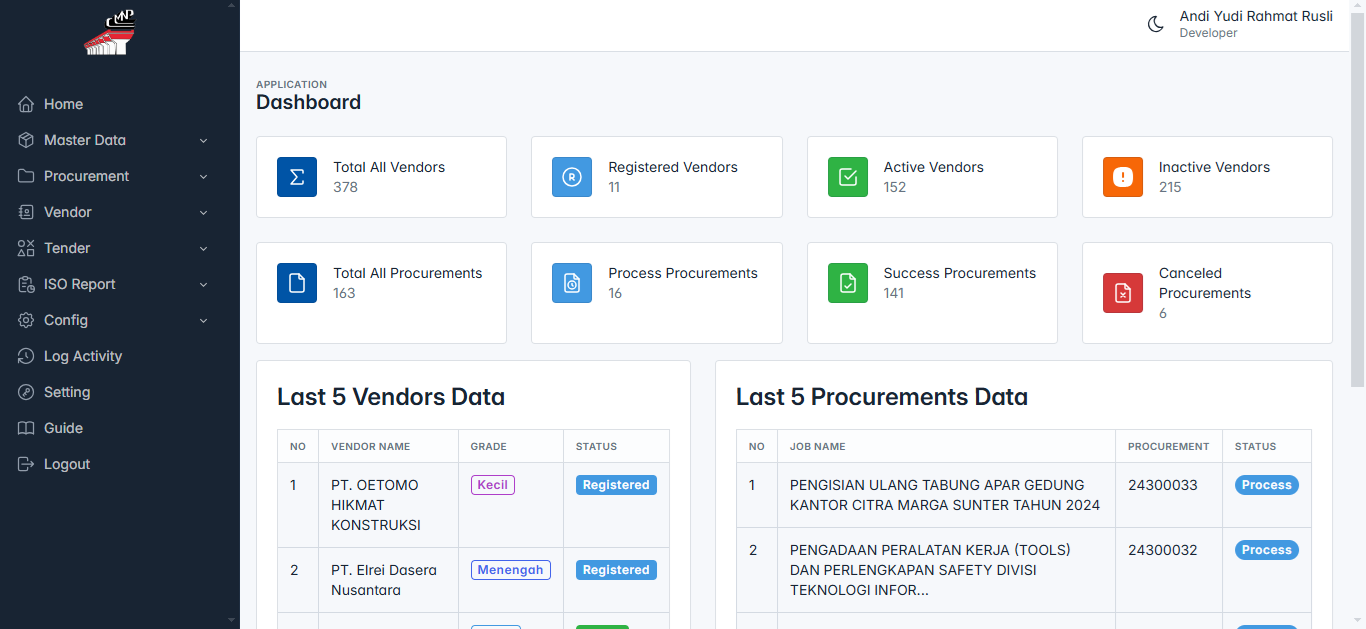 CMNP
Home
Master Data
Procurement
Vendor
Tender
ISO Report
Config
Log Activity
Setting
Guide
Logout
Andi Yudi Rahmat Rusli
Developer
APPLICATION
Dashboard
Total All Vendors
378
Registered Vendors
11
Active Vendors
152
Inactive Vendors
215
Total All Procurements
163
Process Procurements
16
Success Procurements
141
Canceled
Procurements
6
Last 5 Vendors Data
NO VENDOR NAME GRADE STATUS
1 PT. OETOMO Kecil Registered
HIKMAT
KONSTRUKSI
2 PT. Elrei Dasera Menengah Registered
Nusantara
Last 5 Procurements Data
NO JOB NAME PROCUREMENT STATUS
1 PENGISIAN ULANG TABUNG APAR GEDUNG 24300033 Process
KANTOR CITRA MARGA SUNTER TAHUN 2024
2 PENGADAAN PERALATAN KERJA (TOOLS) 24300032 Process
DAN PERLENGKAPAN SAFETY DIVISI
TEKNOLOGI INFOR...